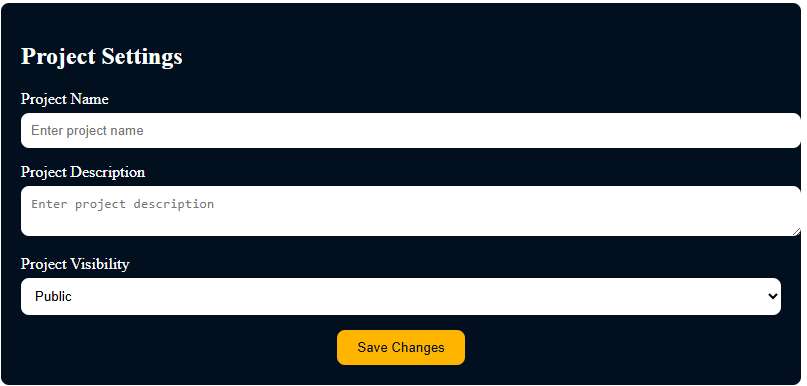 Project Settings
Project Name
Enter project name
Project Description
Enter project description
Project Visibility
Public
Save Changes